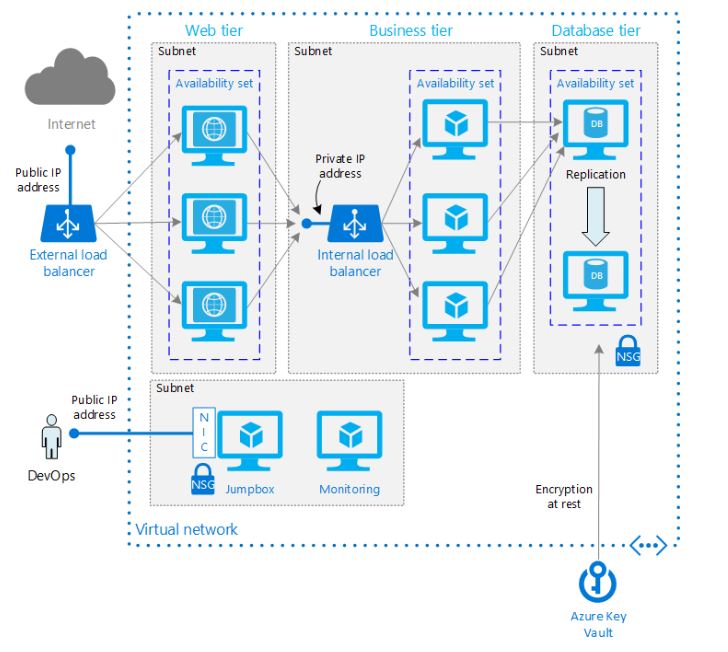 Web tier
Business tier
Database tier
Subnet
Subnet
Subnet
Availability set
Availability set
Availability set
Internet
DB
Public IP
address
Private IP
address
Replication
External load
balancer
Internal load
balancer
DB
NSG
Subnet
Public IP
address
N
I
C
NSG
DevOps
Jumpbox
Monitoring
Encryption
at rest
Virtual network
Azure Key
Vault